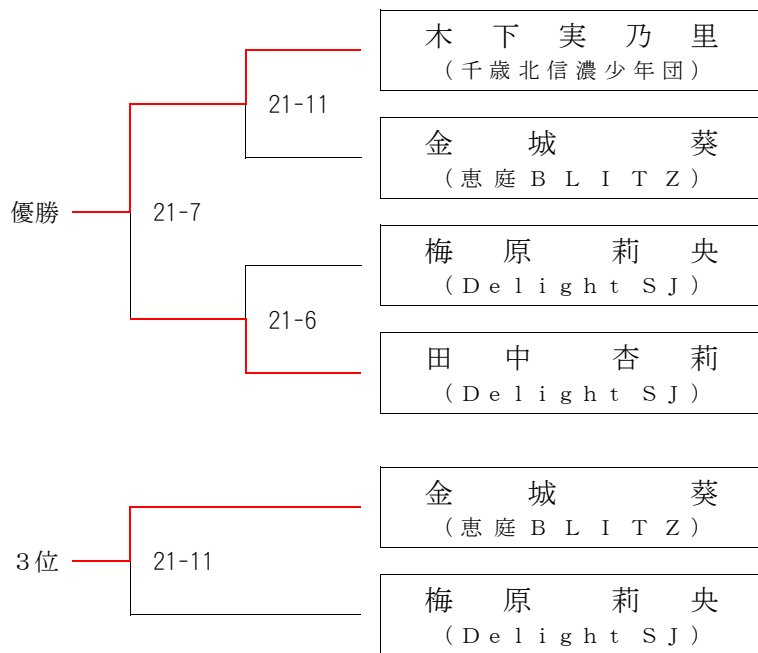 木下実乃里
（千歳北信濃少年団）
21-11
金城 葵
（恵庭ＢＬＩＴＺ）
優勝
21-7
梅原 莉央
（Ｄｅｌｉｇｈｔ ＳＪ）
21-6
田中 杏莉
（Ｄｅｌｉｇｈｔ ＳＪ）
金城 葵
（恵庭ＢＬＩＴＺ）
３位
21-11
梅原 莉央
（Ｄｅｌｉｇｈｔ ＳＪ）